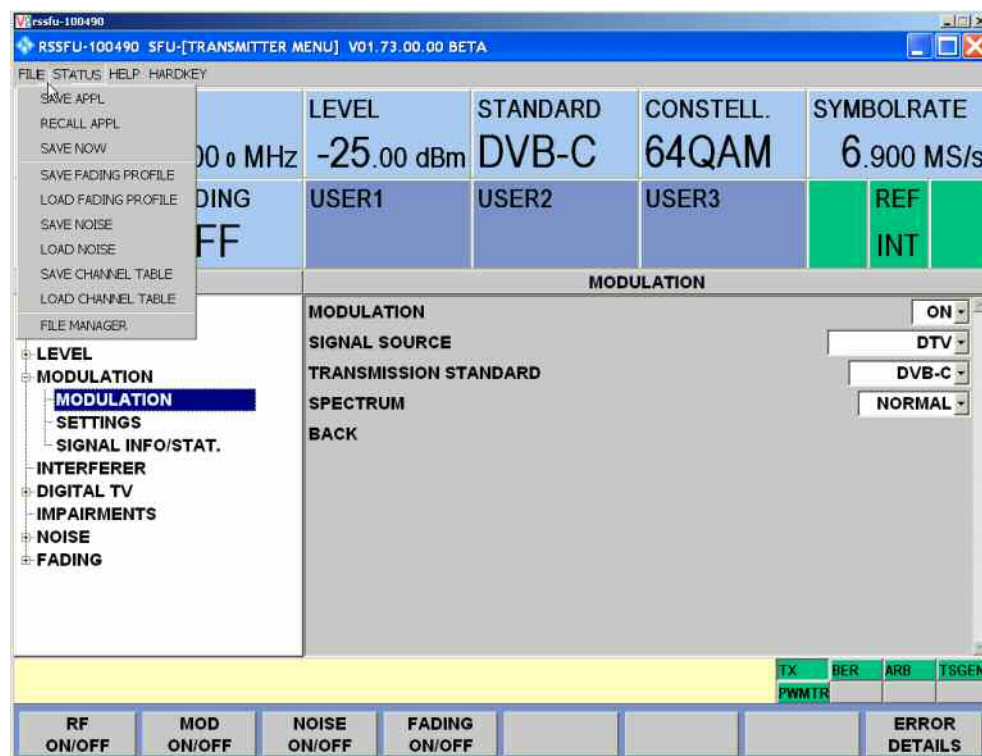 rssfu-100490
RSSFU-100490 SFU-[TRANSMITTER MENU] V01.73.00.00 BETA
FILE STATUS HELP HARDKEY
SAVE APPL
RECALL APPL
SAVE NOW
SAVE FADING PROFILE
LOAD FADING PROFILE
SAVE NOISE
LOAD NOISE
SAVE CHANNEL TABLE
LOAD CHANNEL TABLE
FILE MANAGER
LEVEL STANDARD CONSTELL. SYMBOLRATE
00 0 MHz -25.00 dBm DVB-C 64QAM 6.900 MS/s
DING USER1 USER2 USER3 REF
FF INT
MODULATION
MODULATION ON
SIGNAL SOURCE DTV
TRANSMISSION STANDARD DVB-C
SPECTRUM NORMAL
BACK
LEVEL
MODULATION
MODULATION
SETTINGS
SIGNAL INFO/STAT.
INTERFERER
DIGITAL TV
IMPAIRMENTS
NOISE
FADING
TX BER ARB TSGEN
PWMTR
RF ON/OFF
MOD ON/OFF
NOISE ON/OFF
FADING ON/OFF
ERROR DETAILS